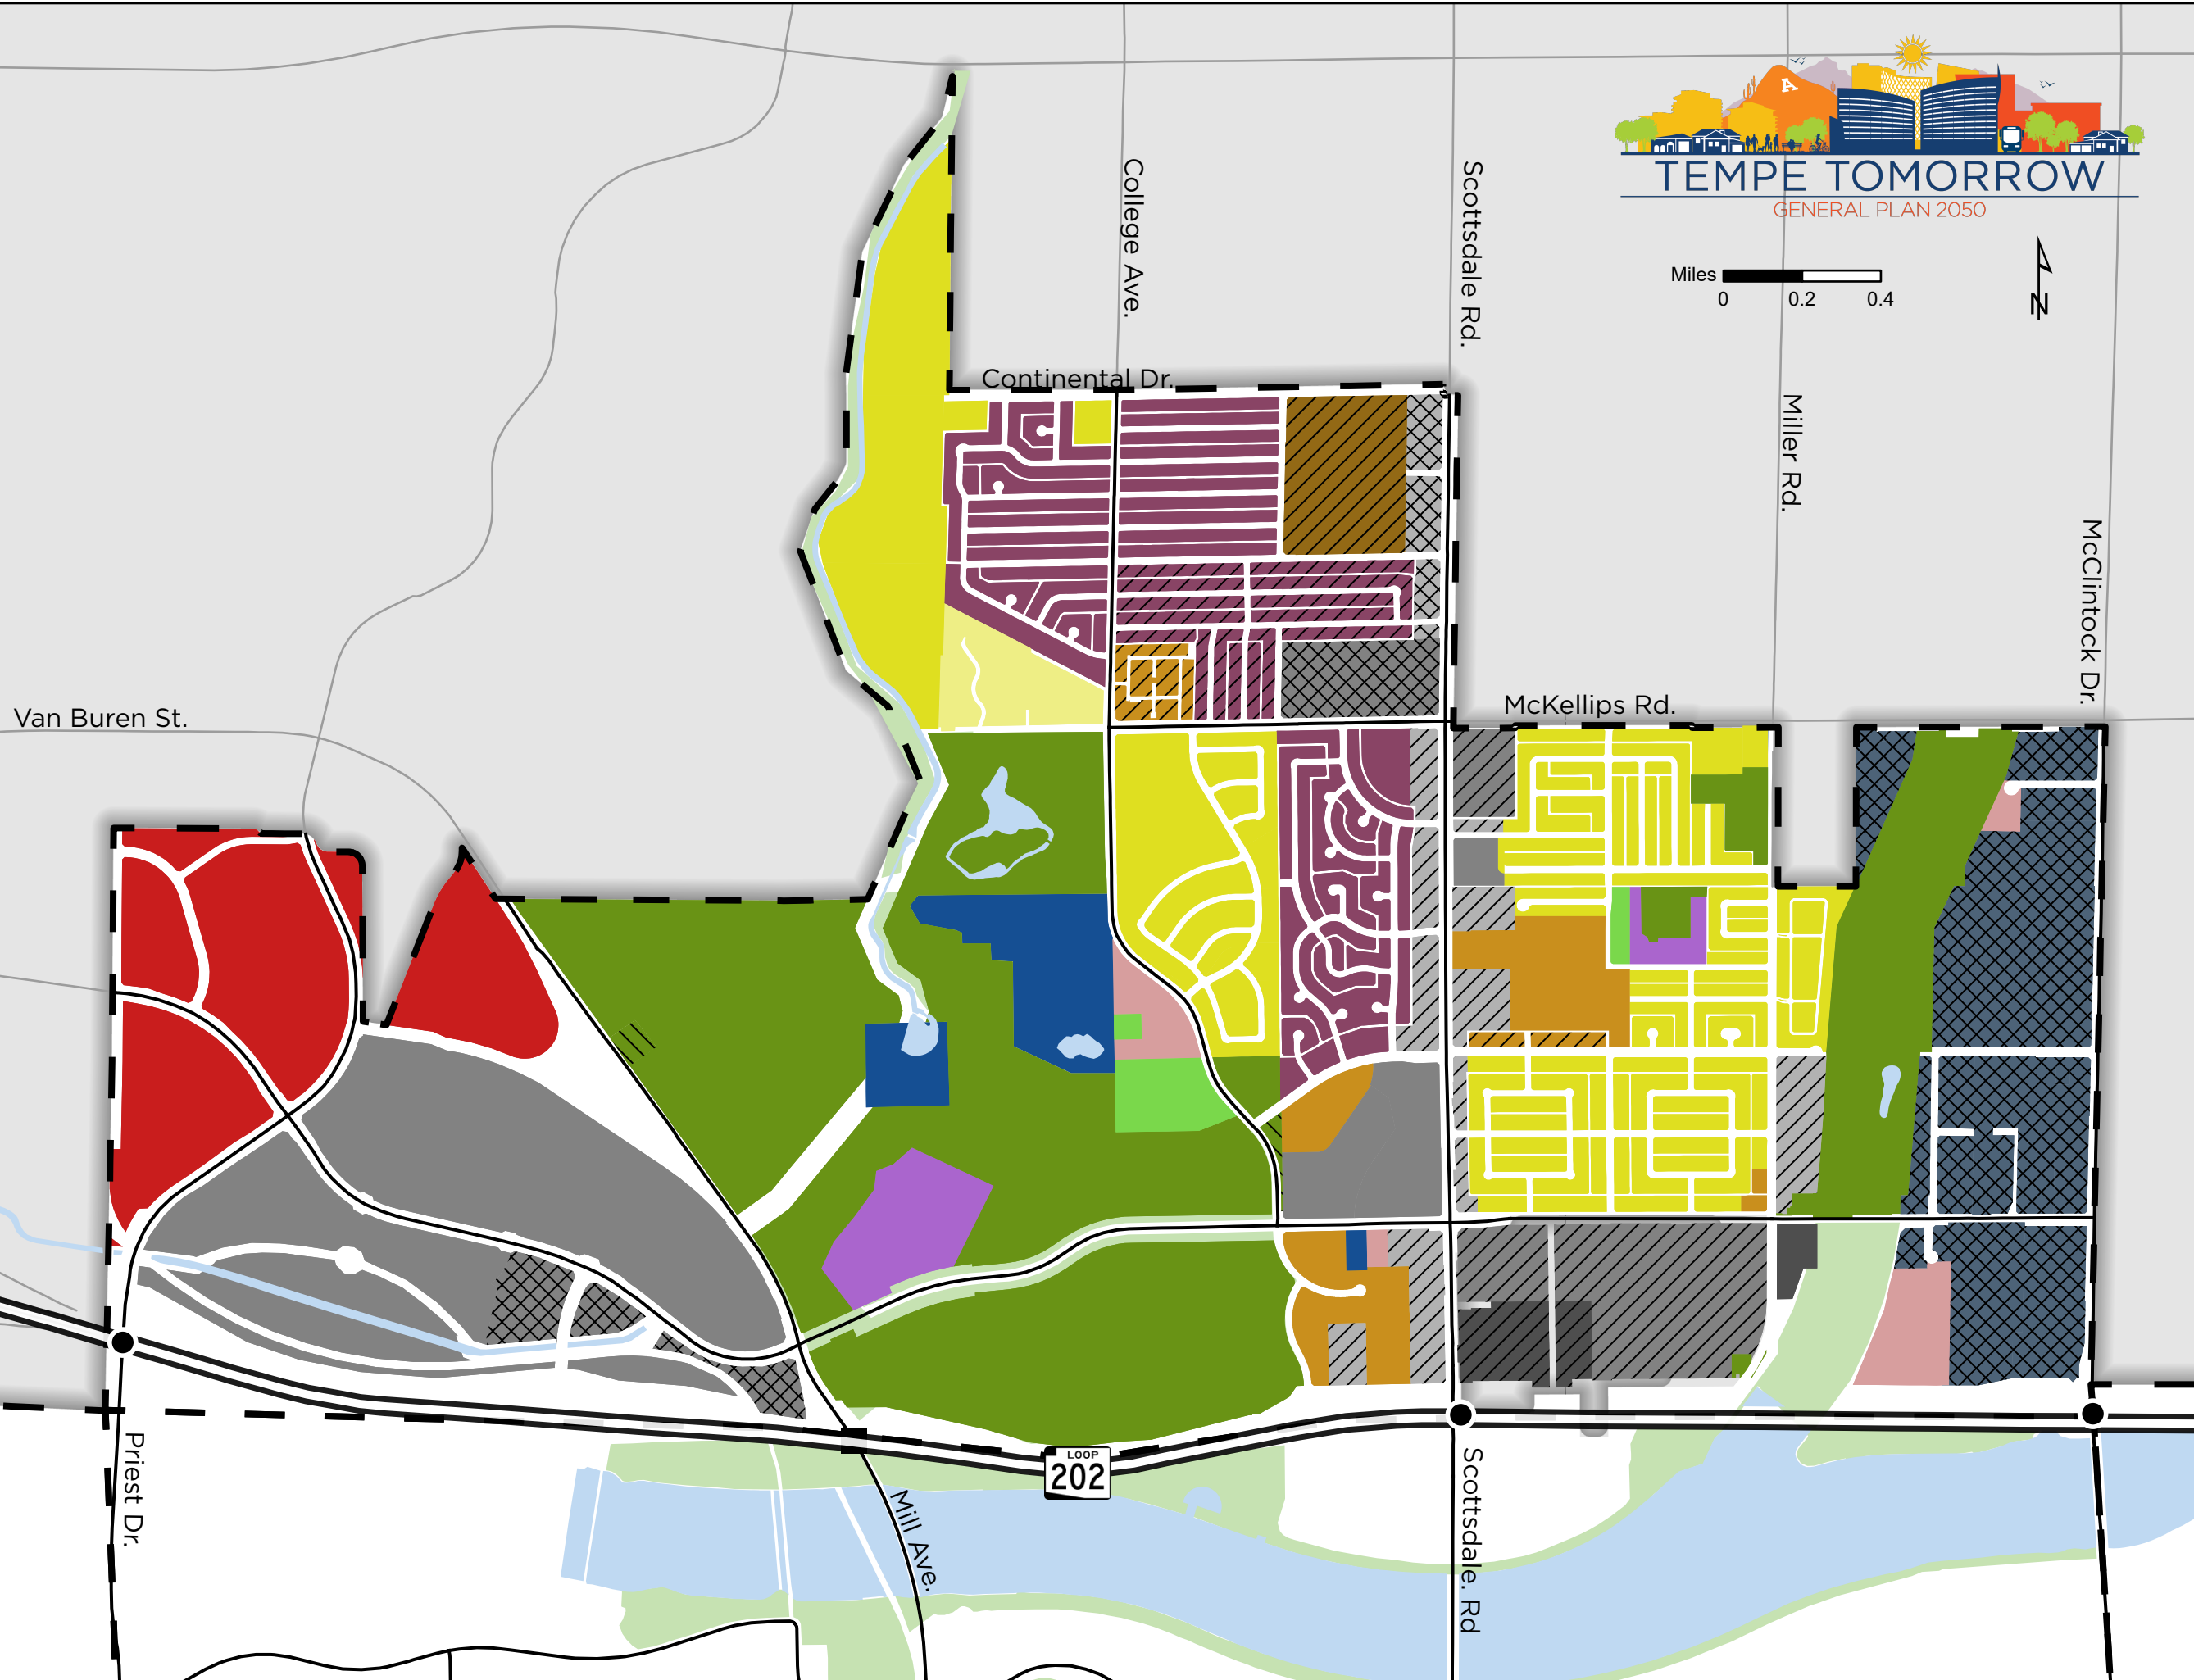 A
TEMPE TOMORROW
GENERAL PLAN 2050
Miles
0 0.2 0.4
N
College Ave.
Scottsdale Rd.
Continental Dr.
Miller Rd.
McClintock Dr.
Van Buren St.
McKellips Rd.
LOOP
202
Priest Dr.
Mill Ave.
Scottsdale. Rd